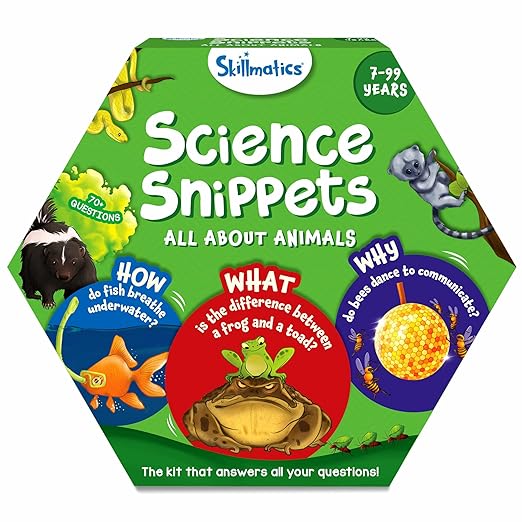 Skillmatics®
7-99
YEARS
Science
Snippets
ALL ABOUT ANIMALS
70+
QUESTIONS
HOW
do fish breathe
underwater?
WHAT
is the difference between
a frog and a toad?
WHY
do bees dance to communicate?
The kit that answers all your questions!